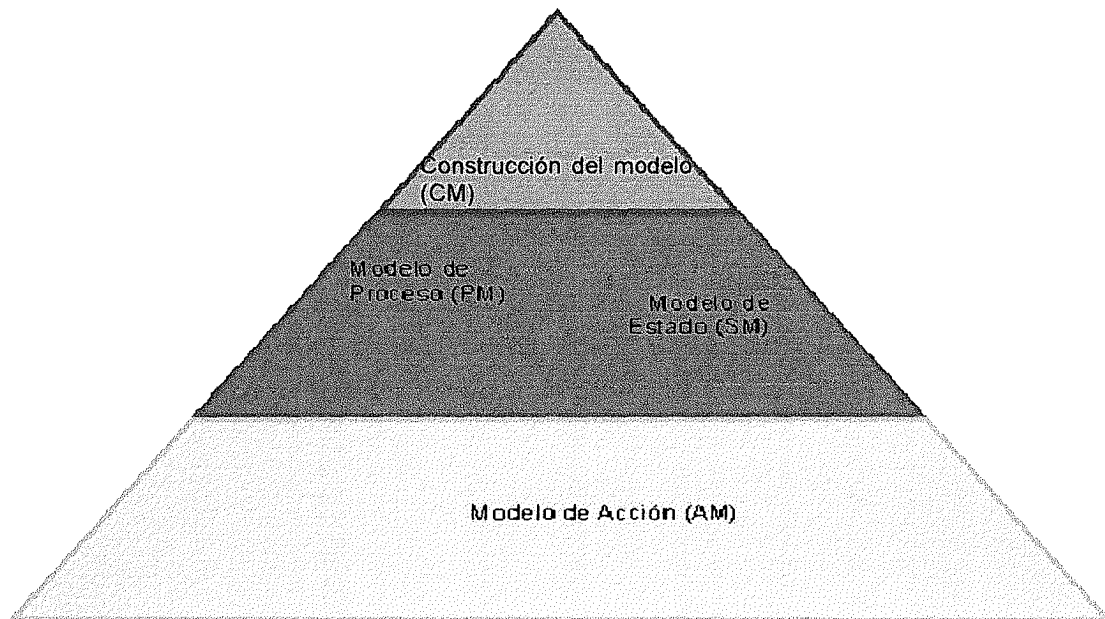 Construcción del modelo
(CM)
Modelo de
Proceso (PM)
Modelo de
Estado (SM)
Modelo de Acción (AM)